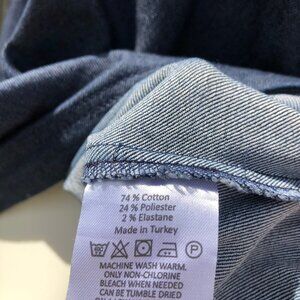 74 % Cotton
24 % Poliester
2 % Elastane
Made in Turkey
P
MACHINE WASH WARM.
ONLY NON-CHLORINE
BLEACH WHEN NEEDED
CAN BE TUMBLE DRIED